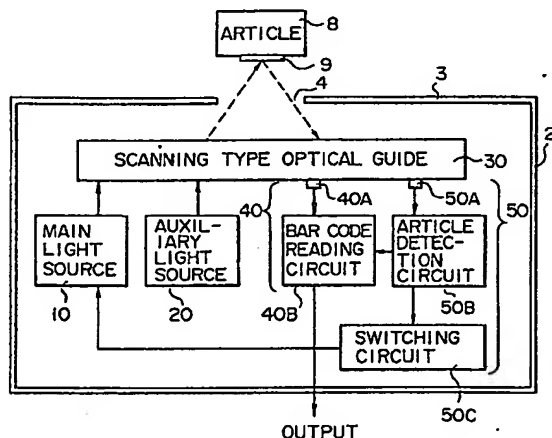 ARTICLE
8
9
4
3
2
SCANNING TYPE OPTICAL GUIDE
30
40
40A
50A
50
MAIN
LIGHT
SOURCE
10
AUXIL-
IARY
LIGHT
SOURCE
20
BAR CODE
READING
CIRCUIT
40B
ARTICLE
DETEC-
TION
CIRCUIT
50B
SWITCHING
CIRCUIT
50C
OUTPUT